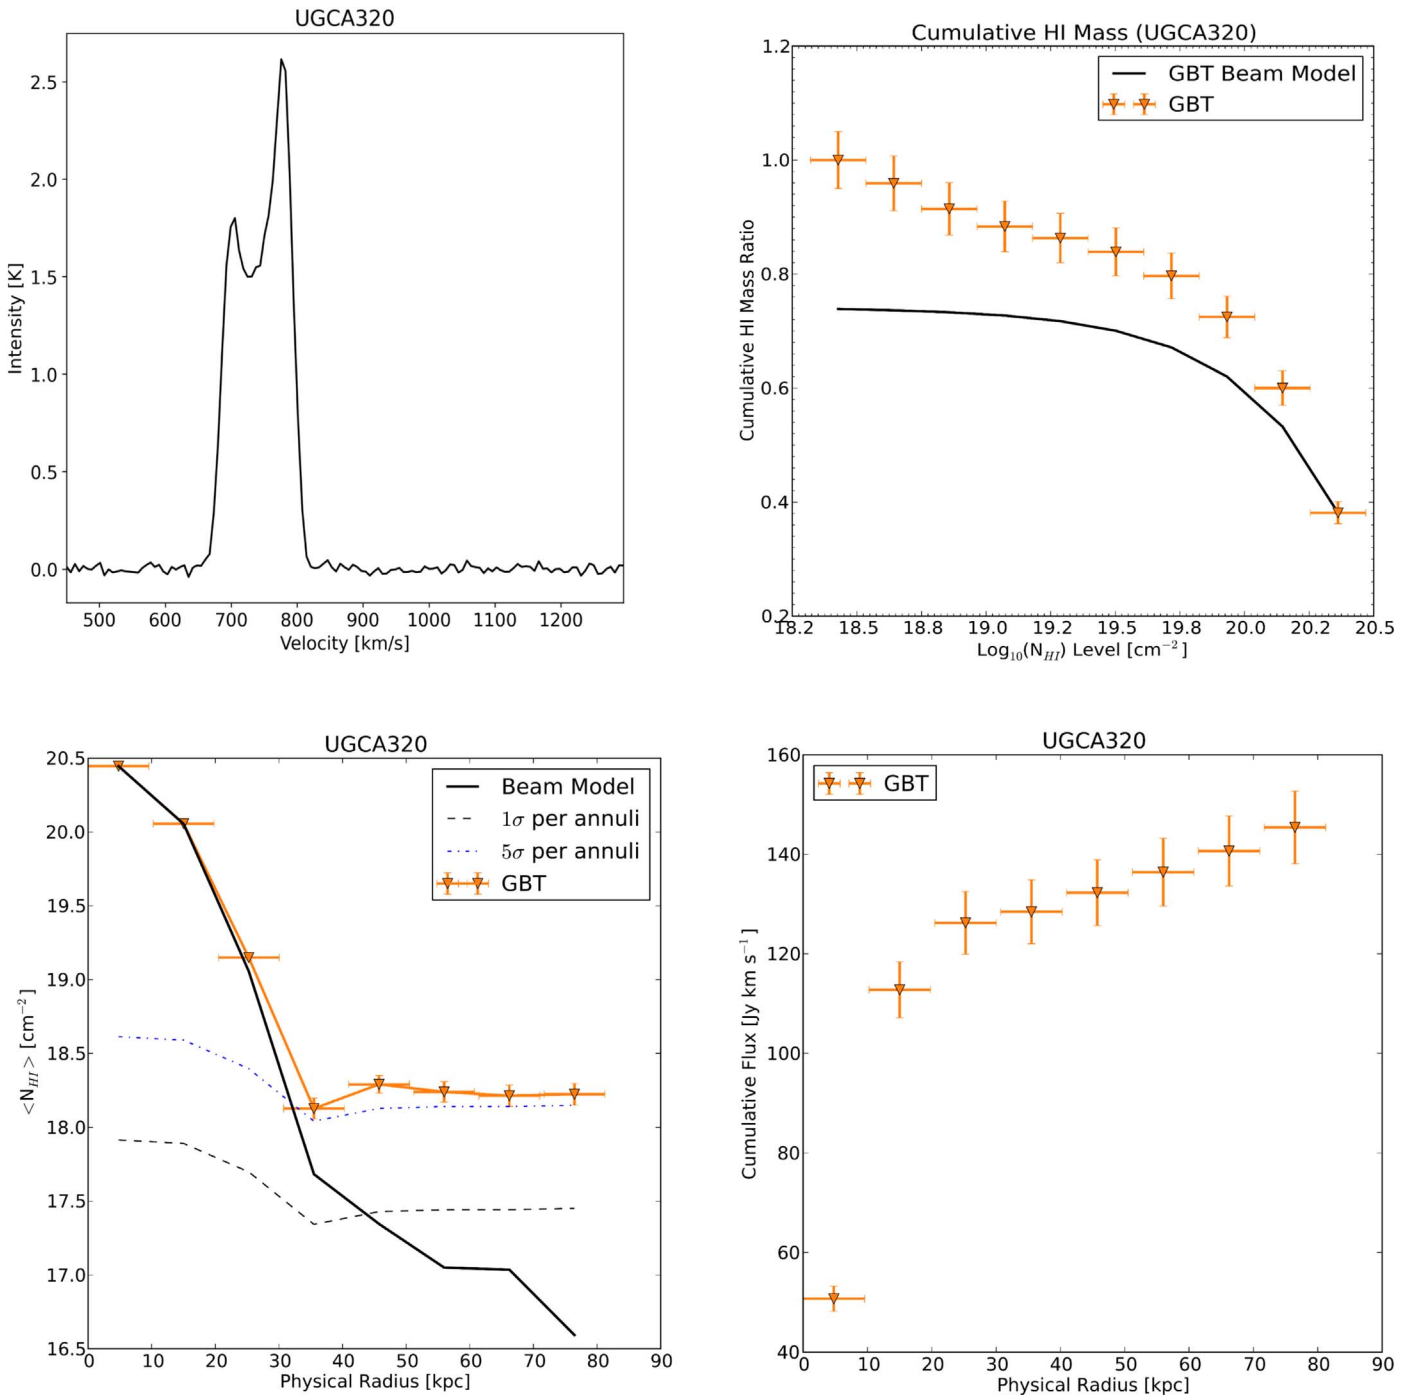 UGCA320
2.5
2.0
1.5
1.0
0.5
0.0
Intensity [K]
500 600 700 800 900 1000 1100 1200
Velocity [km/s]
Cumulative HI Mass (UGCA320)
GBT Beam Model
GBT
1.2
1.0
0.8
0.6
0.4
0.2
Cumulative HI Mass Ratio
18.2 18.5 18.8 19.0 19.2 19.5 19.8 20.0 20.2 20.5
Log₁₀(N_HI) Level [cm⁻²]
UGCA320
Beam Model
1σ per annuli
5σ per annuli
GBT
20.5
20.0
19.5
19.0
18.5
18.0
17.5
17.0
16.5
<N_HI> [cm⁻²]
0 10 20 30 40 50 60 70 80 90
Physical Radius [kpc]
UGCA320
GBT
160
140
120
100
80
60
40
Cumulative Flux [Jy km s⁻¹]
0 10 20 30 40 50 60 70 80 90
Physical Radius [kpc]